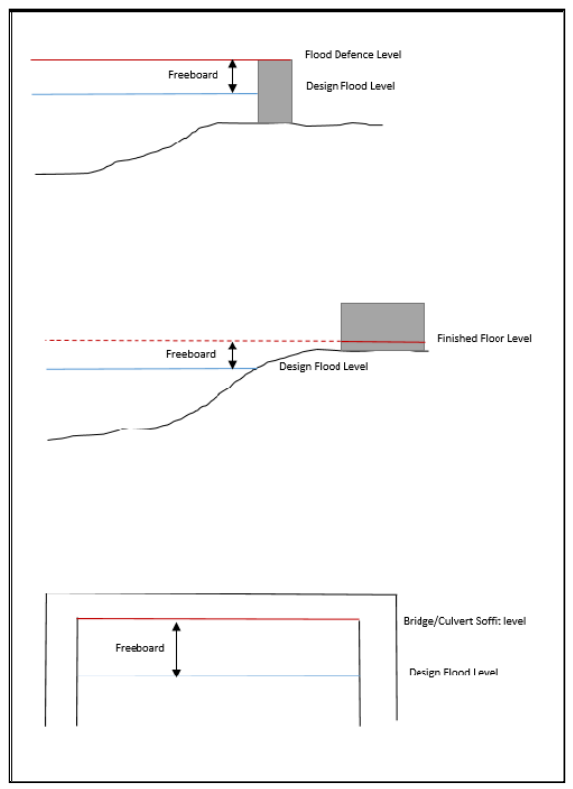 Flood Defence Level
Freeboard
Design Flood Level
Finished Floor Level
Freeboard
Design Flood Level
Bridge/Culvert Soffit level
Freeboard
Design Flood Level